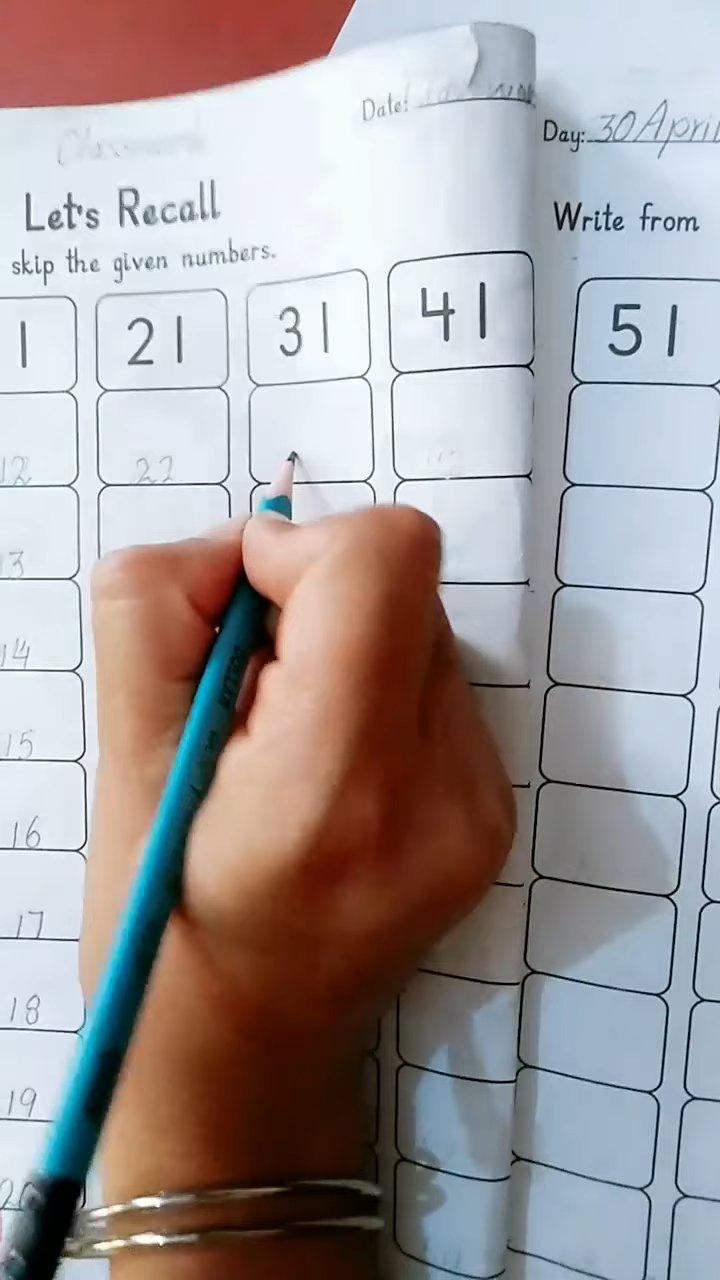 Date:
Day: 30 April
Let's Recall
Write from
skip the given numbers.
1 21 31 41 51
12 22
13
14
15
16
17
18
19
20